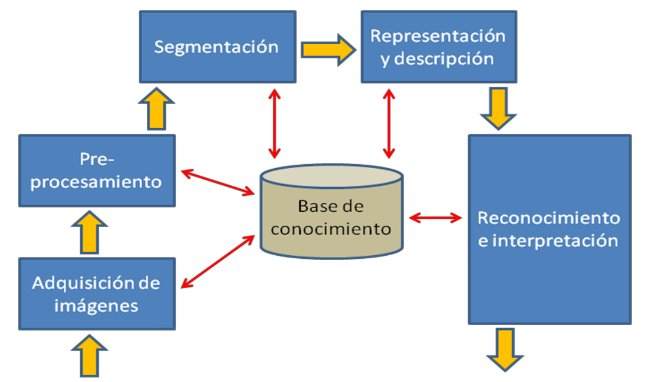 Segmentación
Representación
y descripción
Pre-
procesamiento
Base de
conocimiento
Reconocimiento
e interpretación
Adquisición de
imágenes